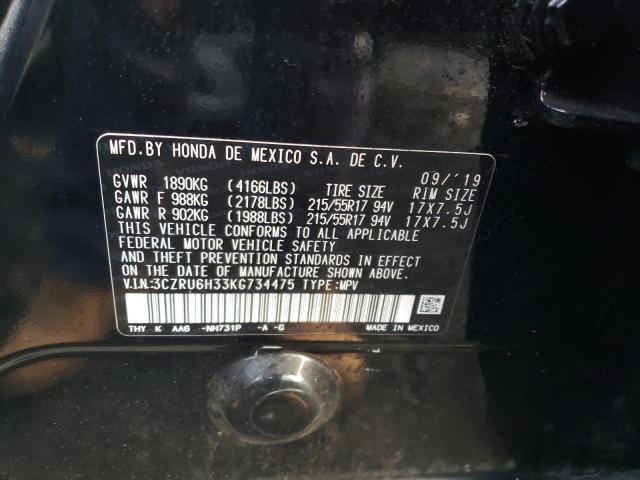 MFD.BY HONDA DE MEXICO S.A. DE C.V.
09/'19
GVWR 1890KG (4166LBS) TIRE SIZE RIM SIZE
GAWR F 988KG (2178LBS) 215/55R17 94V 17X7.5J
GAWR R 902KG (1988LBS) 215/55R17 94V 17X7.5J
THIS VEHICLE CONFORMS TO ALL APPLICABLE
FEDERAL MOTOR VEHICLE SAFETY
AND THEFT PREVENTION STANDARDS IN EFFECT
ON THE DATE OF MANUFACTURE SHOWN ABOVE.
V.I.N:3CZRU6H33KG734475 TYPE:MPV
THY K AA6 -NH731P -A -G MADE IN MEXICO